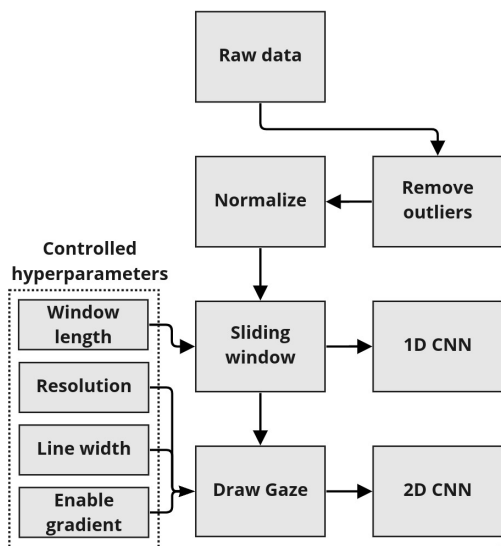 Raw data
Normalize
Remove
outliers
Controlled
hyperparameters
Window
length
Sliding
window
1D CNN
Resolution
Line width
Enable
gradient
Draw Gaze
2D CNN